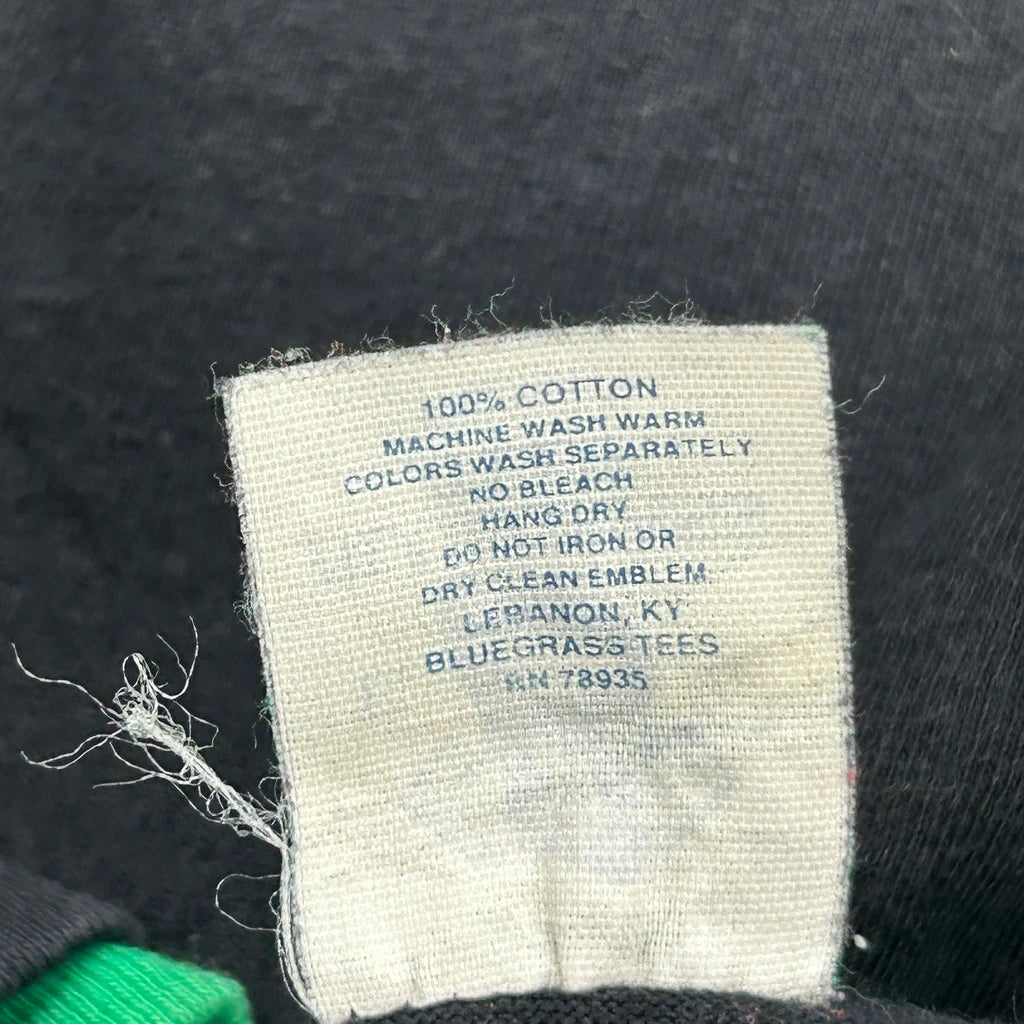 100% COTTON
MACHINE WASH WARM
COLORS WASH SEPARATELY
NO BLEACH
HANG DRY
DO NOT IRON OR
DRY CLEAN EMBLEM
LEBANON, KY
BLUEGRASS TEES
RN 78935